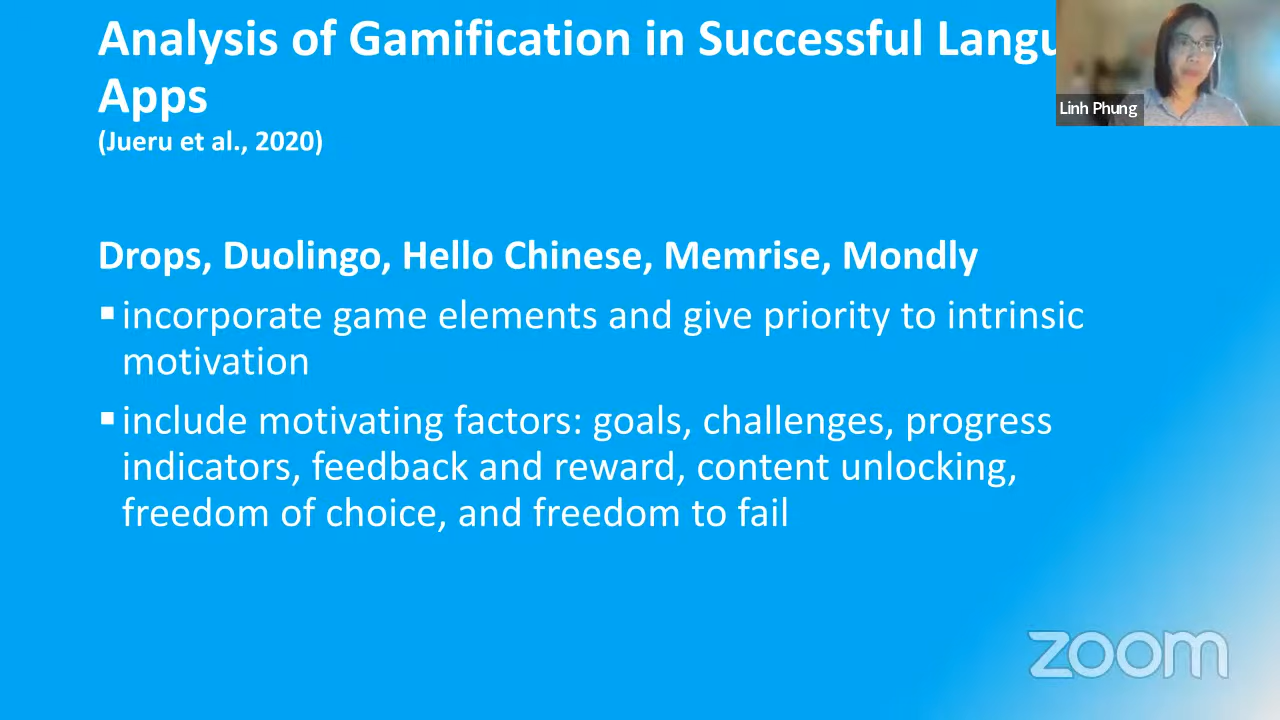 Analysis of Gamification in Successful Langu
Apps
(Jueru et al., 2020)
Linh Phung
Drops, Duolingo, Hello Chinese, Memrise, Mondly
▪incorporate game elements and give priority to intrinsic
motivation
▪include motivating factors: goals, challenges, progress
indicators, feedback and reward, content unlocking,
freedom of choice, and freedom to fail
zoom